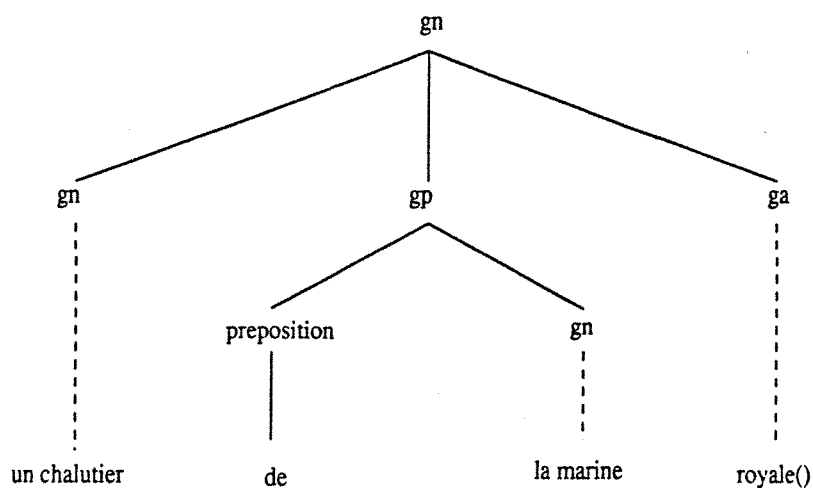 gn
gn gp ga
preposition gn
un chalutier de la marine royale()